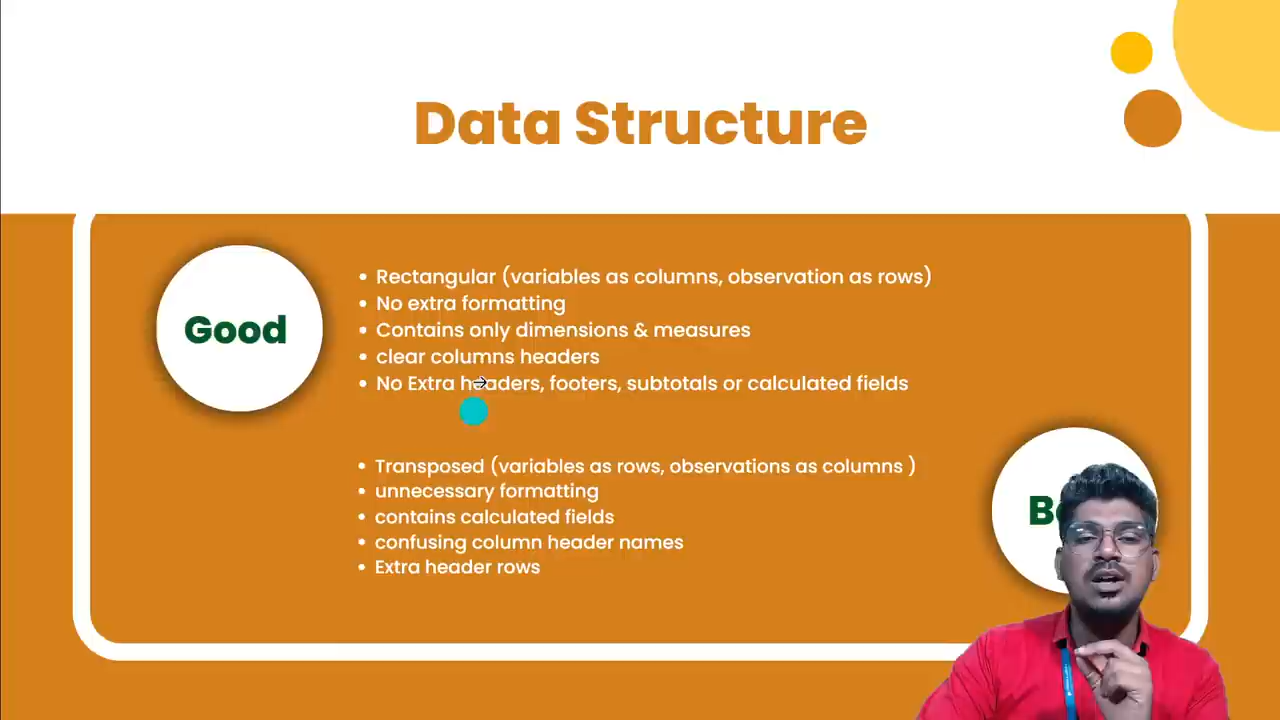 Data Structure
Good
• Rectangular (variables as columns, observation as rows)
• No extra formatting
• Contains only dimensions & measures
• clear columns headers
• No Extra headers, footers, subtotals or calculated fields
• Transposed (variables as rows, observations as columns )
• unnecessary formatting
• contains calculated fields
• confusing column header names
• Extra header rows